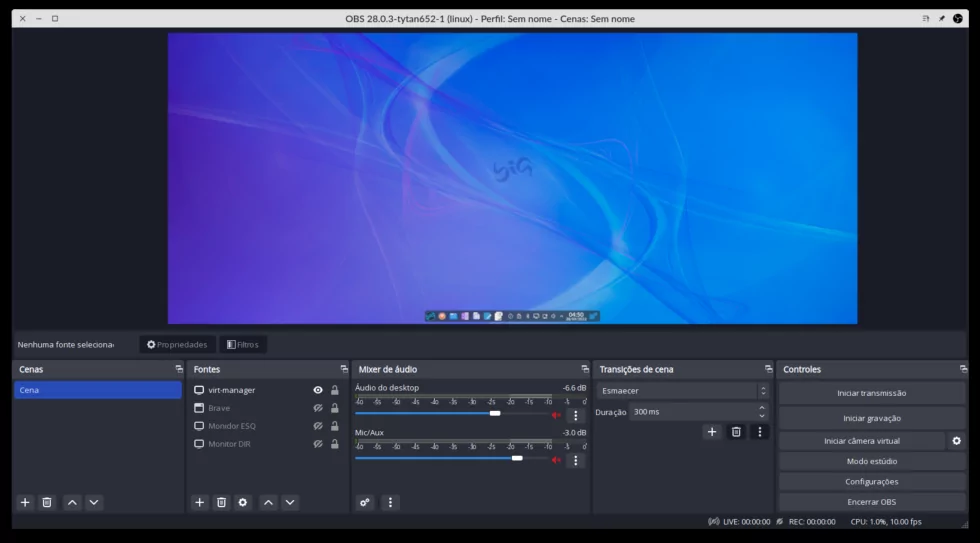 OBS 28.0.3-tytan652-1 (linux) - Perfil: Sem nome - Cenas: Sem nome
04:50
Nenhuma fonte seleciona
Propriedades
Filtros
Cenas
Cena
Fontes
virt-manager
Brave
Monidor ESQ
Monitor DIR
Mixer de áudio
Áudio do desktop
-6.6 dB
-60 -55 -50 -45 -40 -35 -30 -25 -20 -15 -10 -5 0
Mic/Aux
-3.0 dB
-60 -55 -50 -45 -40 -35 -30 -25 -20 -15 -10 -5 0
Transições de cena
Esmaecer
Duração
300 ms
Controles
Iniciar transmissão
Iniciar gravação
Iniciar câmera virtual
Modo estúdio
Configurações
Encerrar OBS
LIVE: 00:00:00
REC: 00:00:00
CPU: 1.0%, 10.00 fps